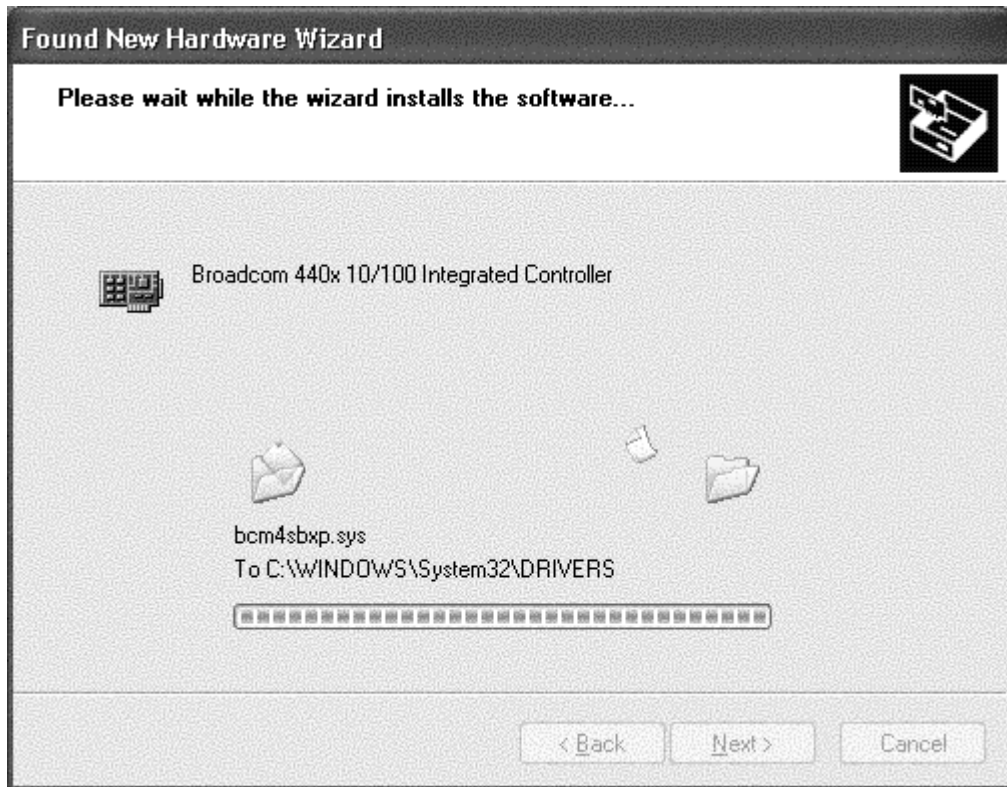 Found New Hardware Wizard
Please wait while the wizard installs the software...
Broadcom 440x 10/100 Integrated Controller
bcm4sbxp.sys
To C:\WINDOWS\System32\DRIVERS
< Back
Next >
Cancel